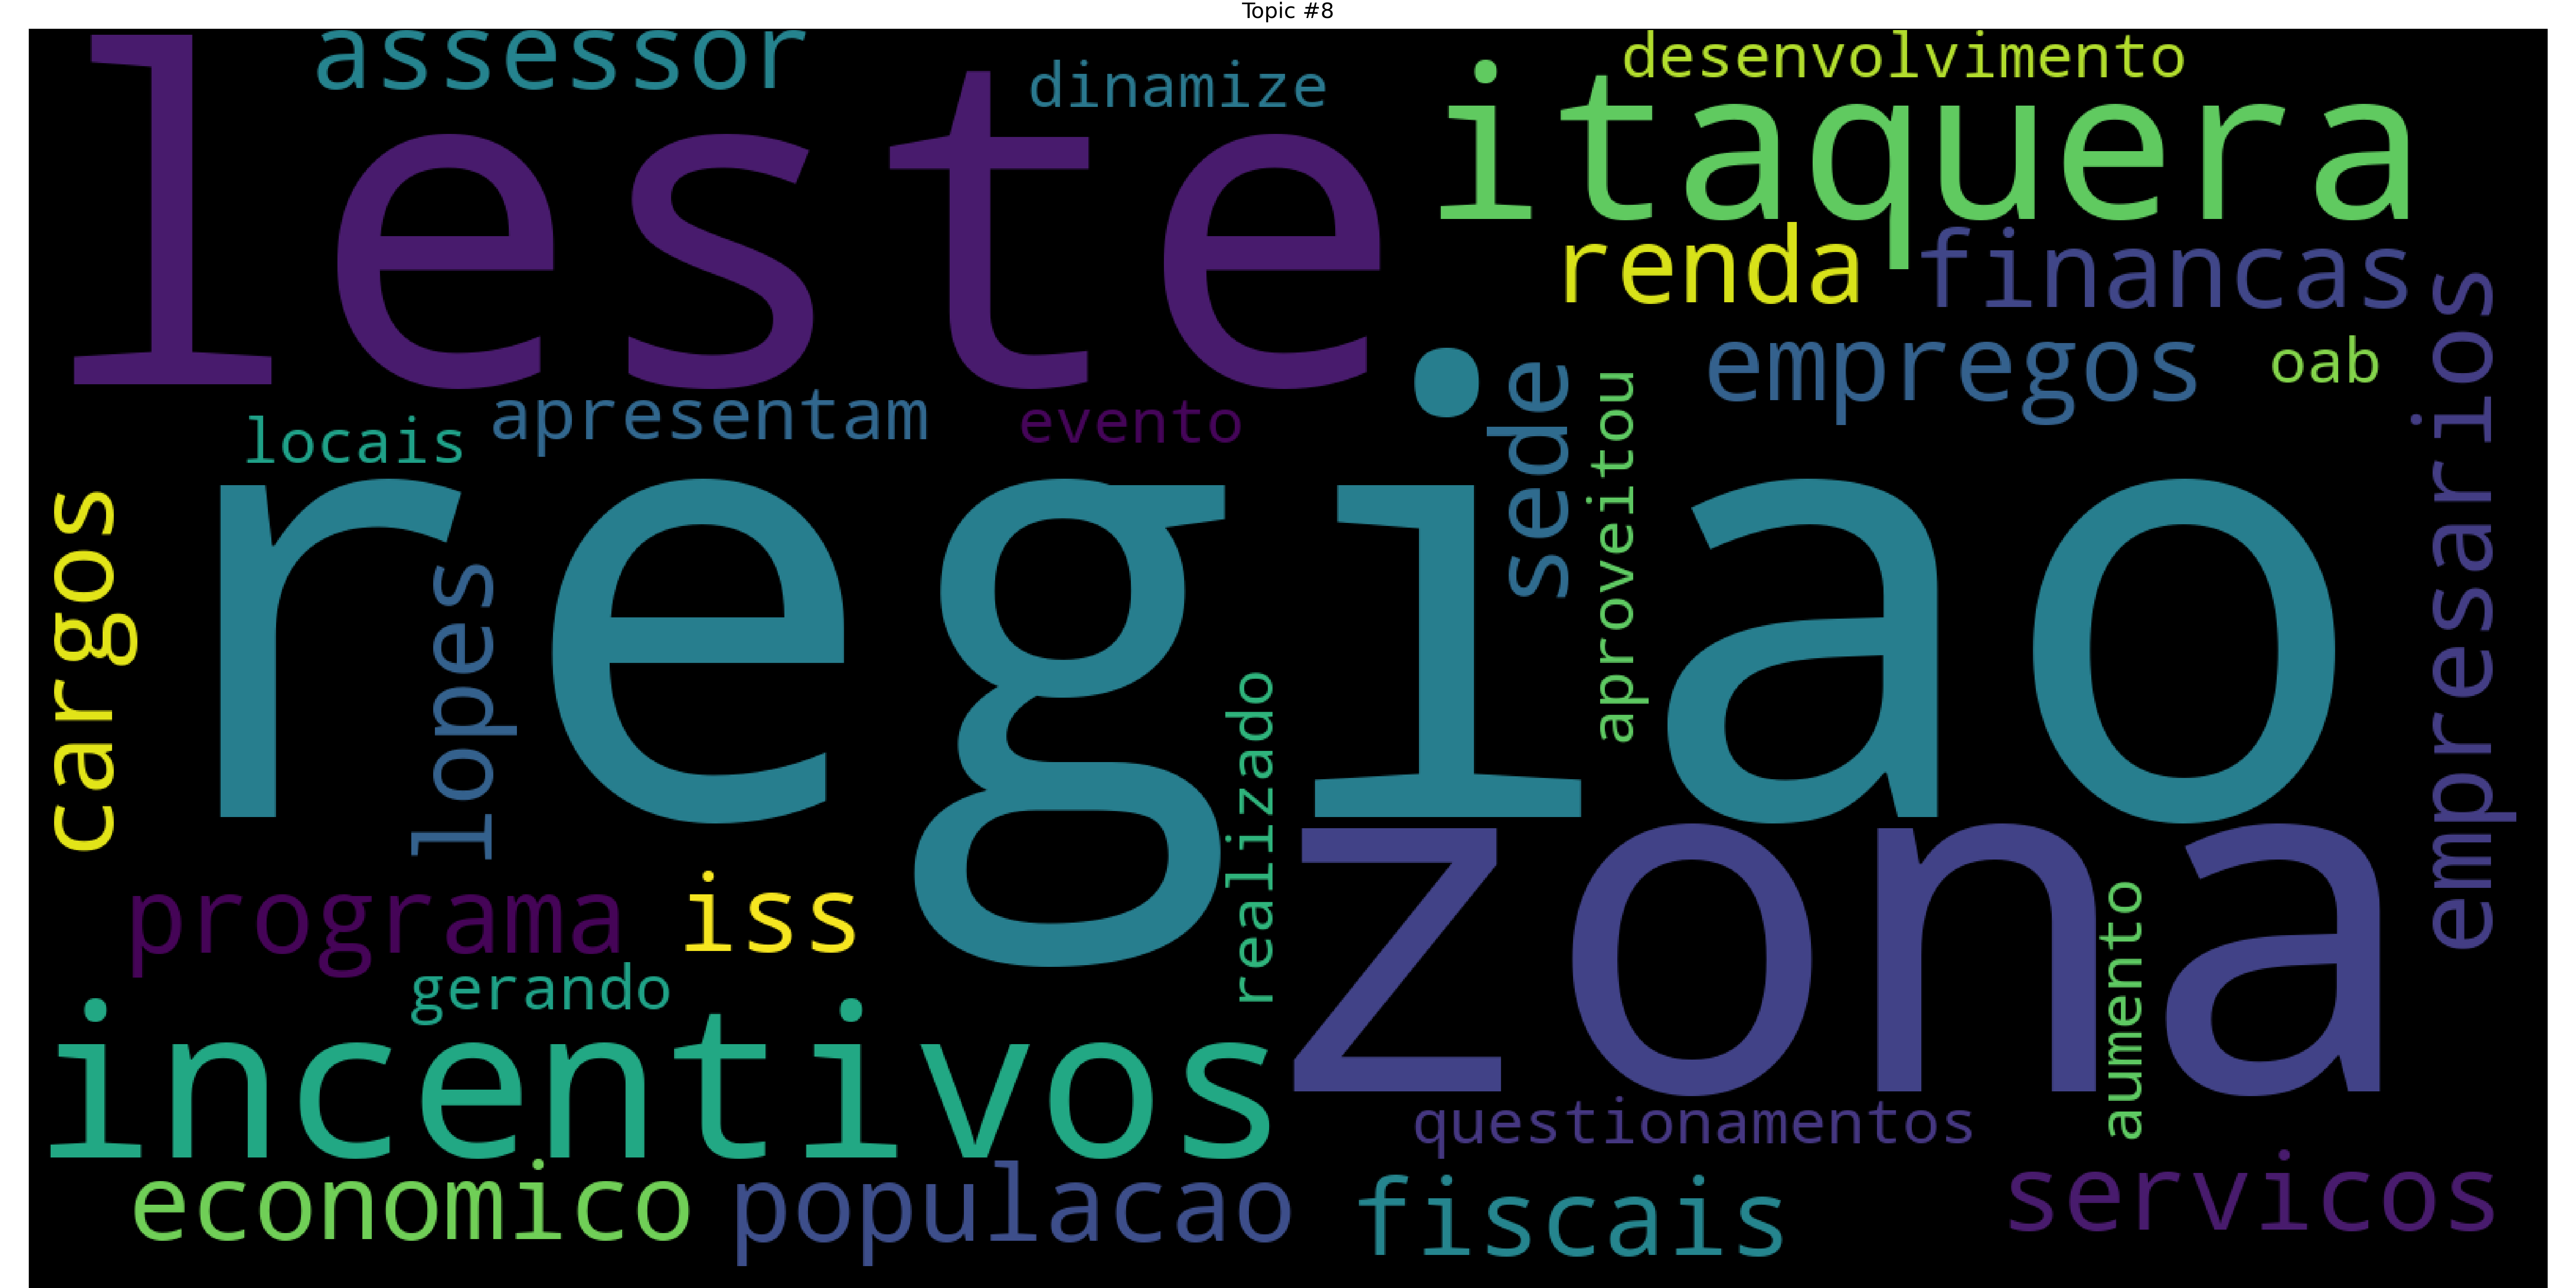 Topic #8
assessor
desenvolvimento
dinamize
leste
itaquera
renda
financas
empregos
oab
sede
aproveitou
empresarios
apresentam
evento
locais
cargos
lopes
regiao
realizado
zona
programa
iss
gerando
aumento
incentivos
questionamentos
economico
populacao
fiscais
servicos